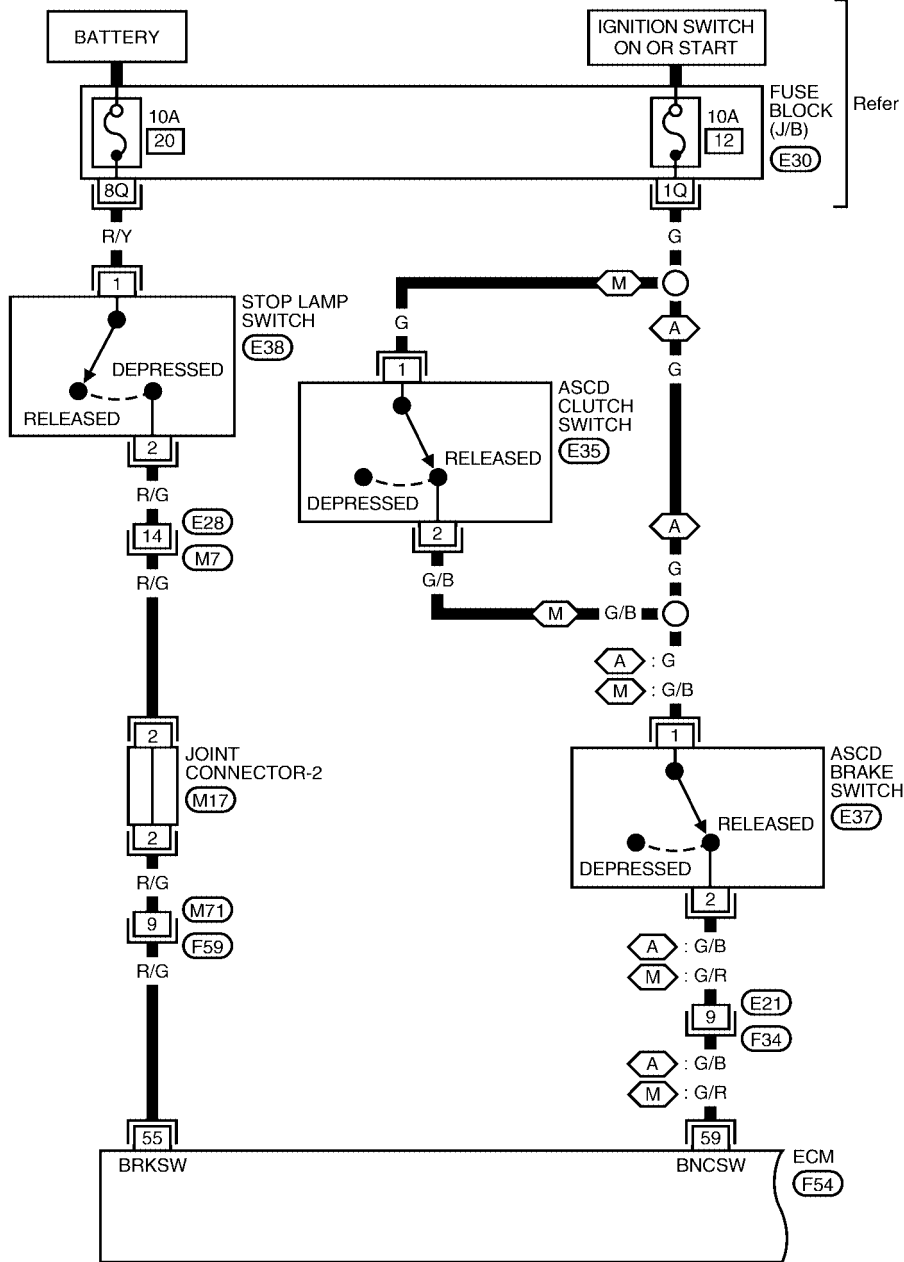 BATTERY
IGNITION SWITCH
ON OR START
10A
20
10A
12
FUSE
BLOCK
(J/B)
E30
Refer
8Q
1Q
R/Y
G
1
STOP LAMP
SWITCH
E38
DEPRESSED
RELEASED
2
M
A
G
G
1
ASCD
CLUTCH
SWITCH
E35
RELEASED
DEPRESSED
2
R/G
14
E28
M7
R/G
A
G
G/B
M
G/B
A : G
M : G/B
2
JOINT
CONNECTOR-2
M17
2
1
ASCD
BRAKE
SWITCH
E37
RELEASED
DEPRESSED
2
R/G
9
M71
F59
R/G
A : G/B
M : G/R
9
E21
F34
A : G/B
M : G/R
55
BRKSW
59
BNCSW
ECM
F54